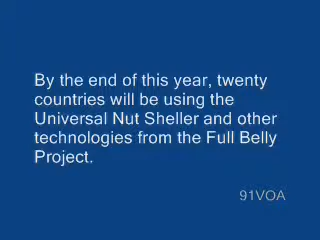 By the end of this year, twenty
countries will be using the
Universal Nut Sheller and other
technologies from the Full Belly
Project.
91VOA